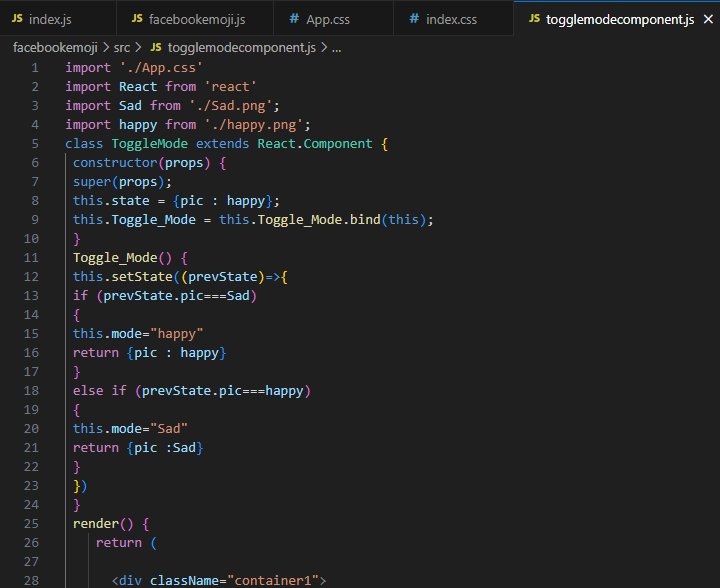 JS index.js JS facebookemoji.js # App.css # index.css JS togglemodecomponent.js ×
facebookemoji > src > JS togglemodecomponent.js > ...
1 import './App.css'
2 import React from 'react'
3 import Sad from './Sad.png';
4 import happy from './happy.png';
5 class ToggleMode extends React.Component {
6 constructor(props) {
7 super(props);
8 this.state = {pic : happy};
9 this.Toggle_Mode = this.Toggle_Mode.bind(this);
10 }
11 Toggle_Mode() {
12 this.setState((prevState)=>{
13 if (prevState.pic===Sad)
14 {
15 this.mode="happy"
16 return {pic : happy}
17 }
18 else if (prevState.pic===happy)
19 {
20 this.mode="Sad"
21 return {pic :Sad}
22 }
23 })
24 }
25 render() {
26 return (
27
28 <div className="container1">